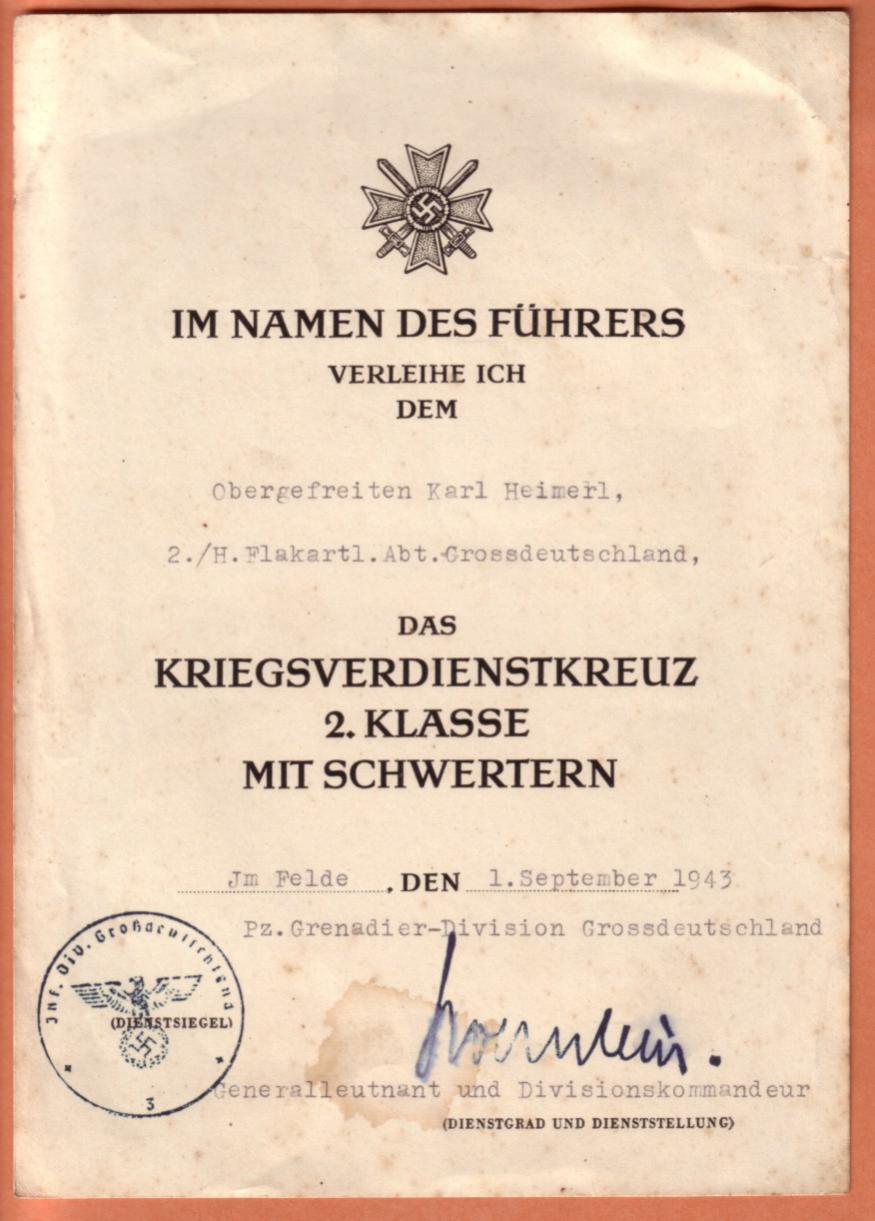 IM NAMEN DES FÜHRERS
VERLEIHE ICH
DEM
Obergefreiten Karl Heimerl,
2./H.Flakartl.Abt.Grossdeutschland,
DAS
KRIEGSVERDIENSTKREUZ
2. KLASSE
MIT SCHWERTERN
Jm Felde, DEN 1.September 1943
Pz.Grenadier-Division Grossdeutschland
Jnf. Div. Großdeutschland
(DIENSTSIEGEL)
3
Hoernlein.
Generalleutnant und Divisionskommandeur
(DIENSTGRAD UND DIENSTSTELLUNG)